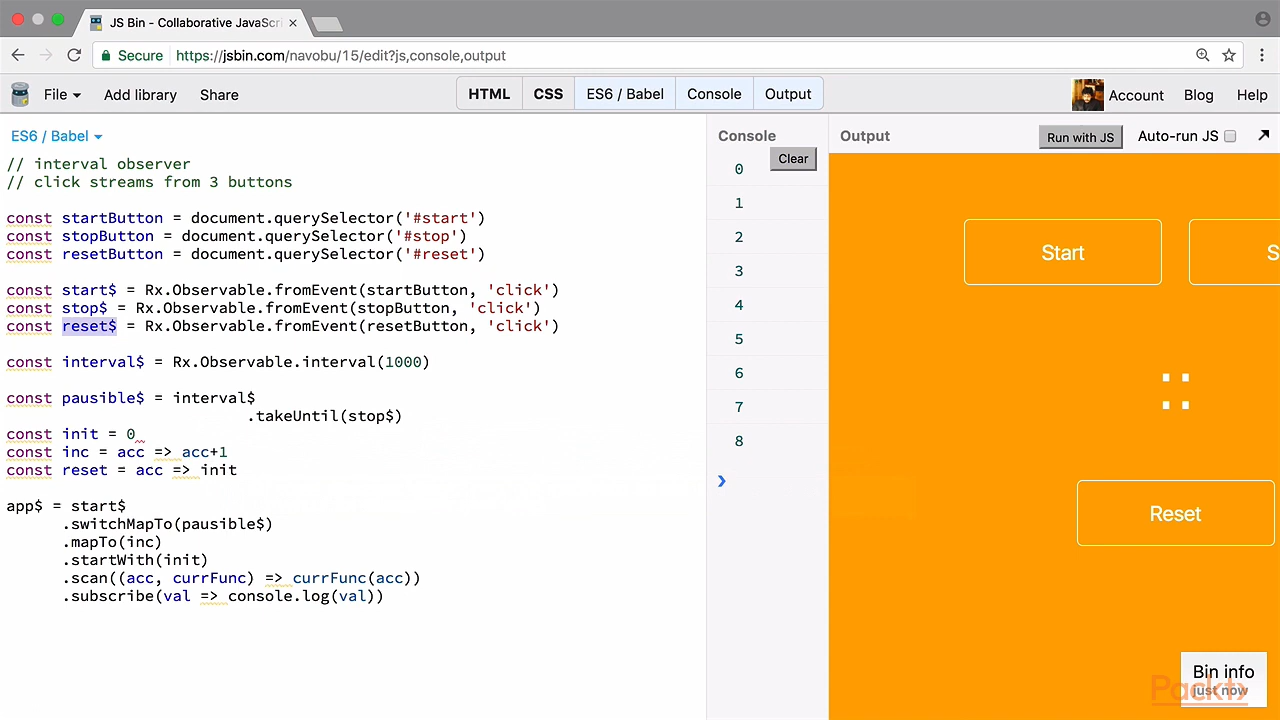 JS Bin - Collaborative JavaScri
Secure
https://jsbin.com/navobu/15/edit?js,console,output
File
Add library
Share
HTML
CSS
ES6 / Babel
Console
Output
Account
Blog
Help
ES6 / Babel
// interval observer
// click streams from 3 buttons
const startButton = document.querySelector('#start')
const stopButton = document.querySelector('#stop')
const resetButton = document.querySelector('#reset')
const start$ = Rx.Observable.fromEvent(startButton, 'click')
const stop$ = Rx.Observable.fromEvent(stopButton, 'click')
const reset$ = Rx.Observable.fromEvent(resetButton, 'click')
const interval$ = Rx.Observable.interval(1000)
const pausible$ = interval$
.takeUntil(stop$)
const init = 0
const inc = acc => acc+1
const reset = acc => init
app$ = start$
.switchMapTo(pausible$)
.mapTo(inc)
.startWith(init)
.scan((acc, currFunc) => currFunc(acc))
.subscribe(val => console.log(val))
Console
Clear
0
1
2
3
4
5
6
7
8
Output
Run with JS
Auto-run JS
Start
S
: :
Reset
Bin info
just now
Packt